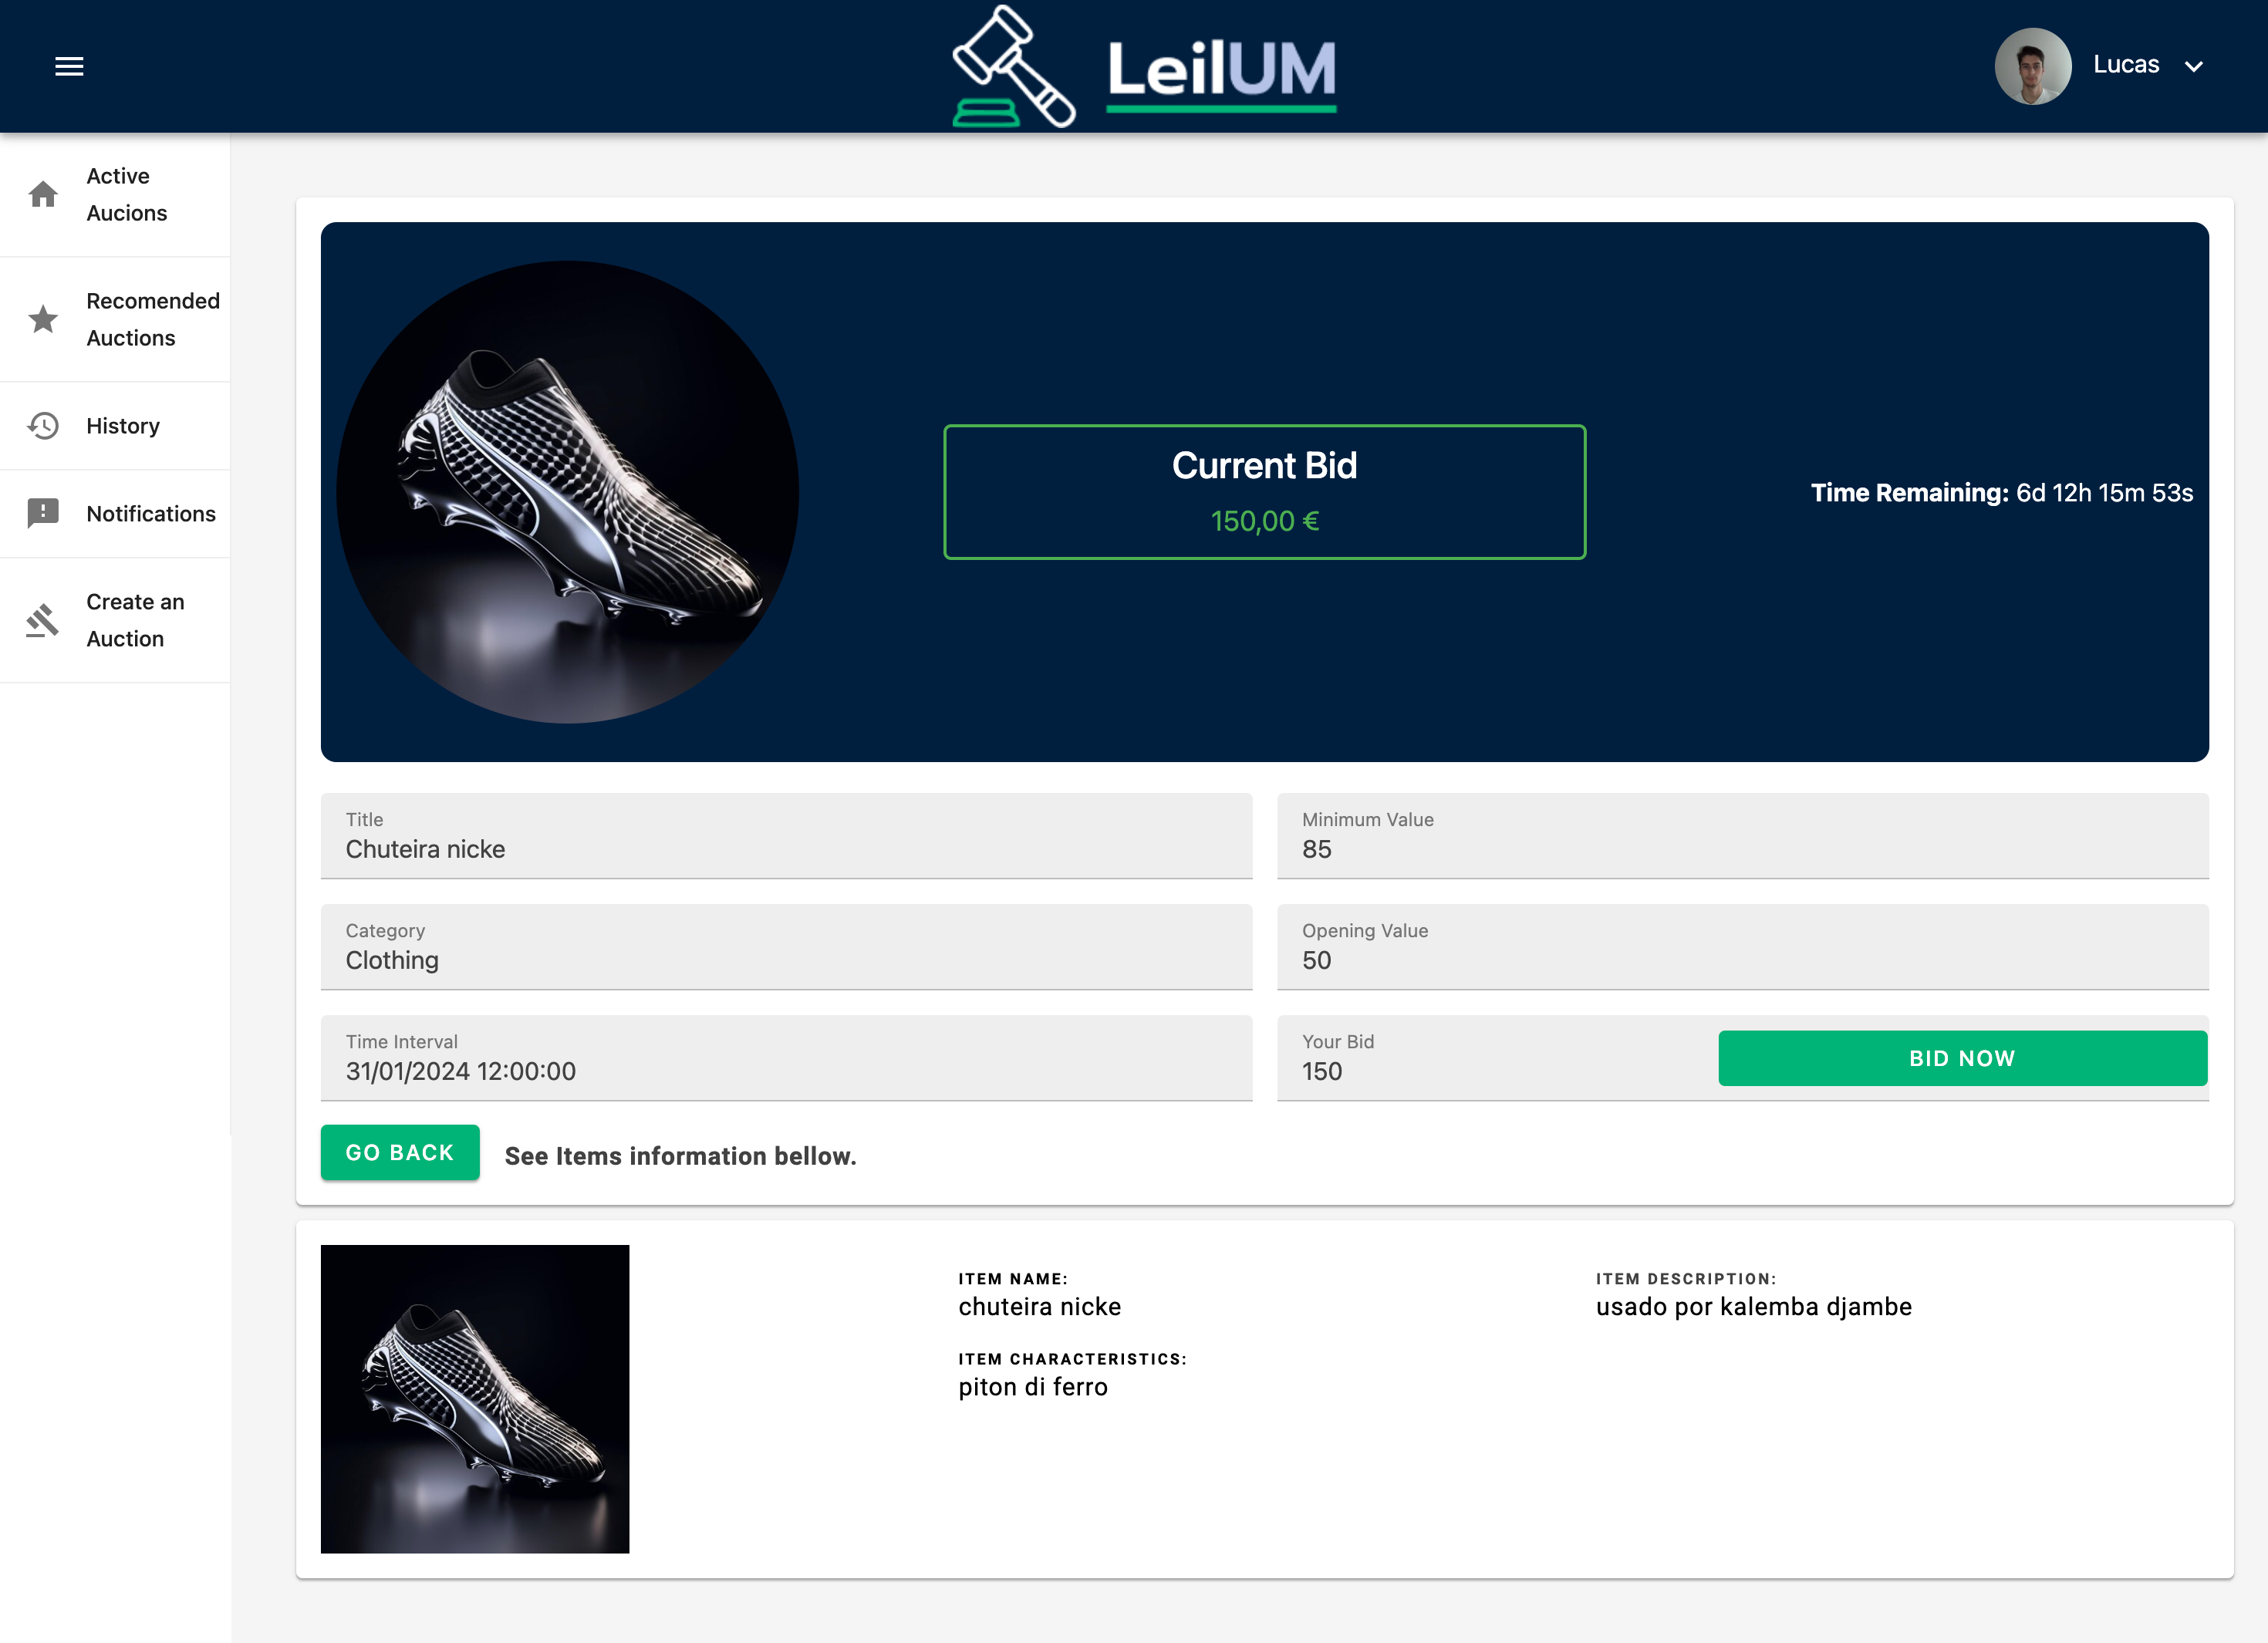 LeilUM
Lucas
Active
Aucions
Recomended
Auctions
History
Notifications
Create an
Auction
Current Bid
150,00 €
Time Remaining: 6d 12h 15m 53s
Title
Chuteira nicke
Minimum Value
85
Category
Clothing
Opening Value
50
Time Interval
31/01/2024 12:00:00
Your Bid
150
BID NOW
GO BACK
See Items information bellow.
ITEM NAME:
chuteira nicke
ITEM CHARACTERISTICS:
piton di ferro
ITEM DESCRIPTION:
usado por kalemba djambe